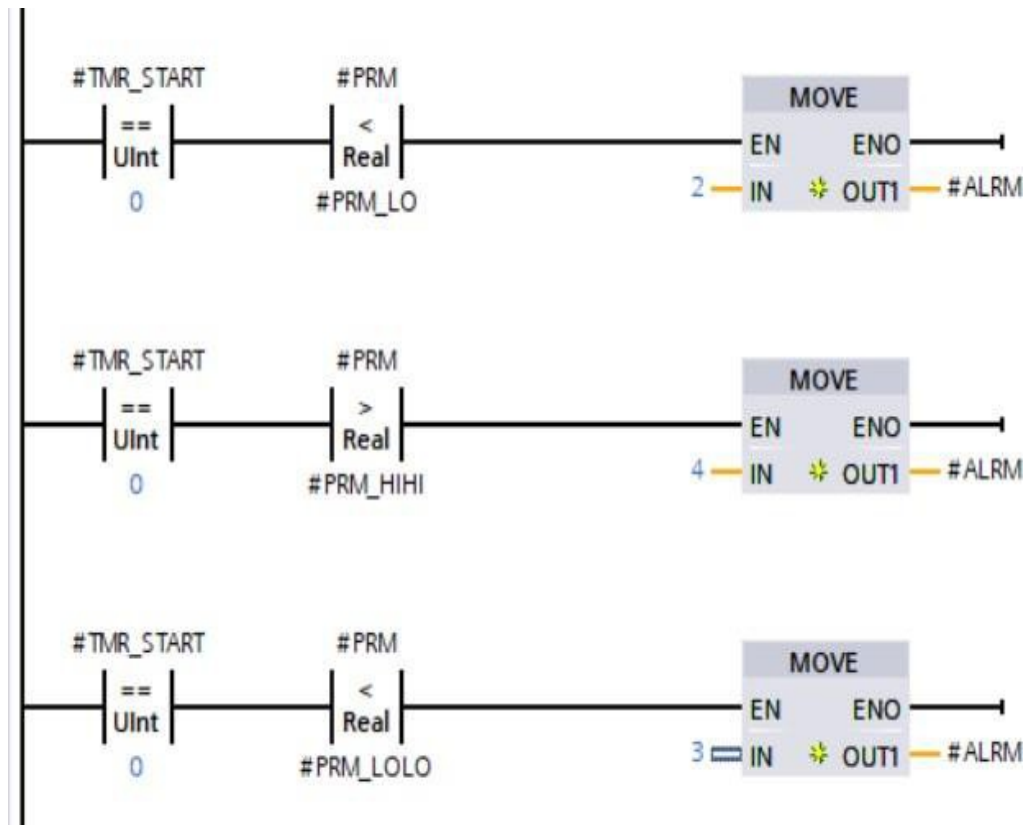 #TMR_START #PRM
== < MOVE
UInt Real EN ENO
0 #PRM_LO 2 IN OUT1 #ALRM
#TMR_START #PRM
== > MOVE
UInt Real EN ENO
0 #PRM_HIHI 4 IN OUT1 #ALRM
#TMR_START #PRM
== < MOVE
UInt Real EN ENO
0 #PRM_LOLO 3 IN OUT1 #ALRM